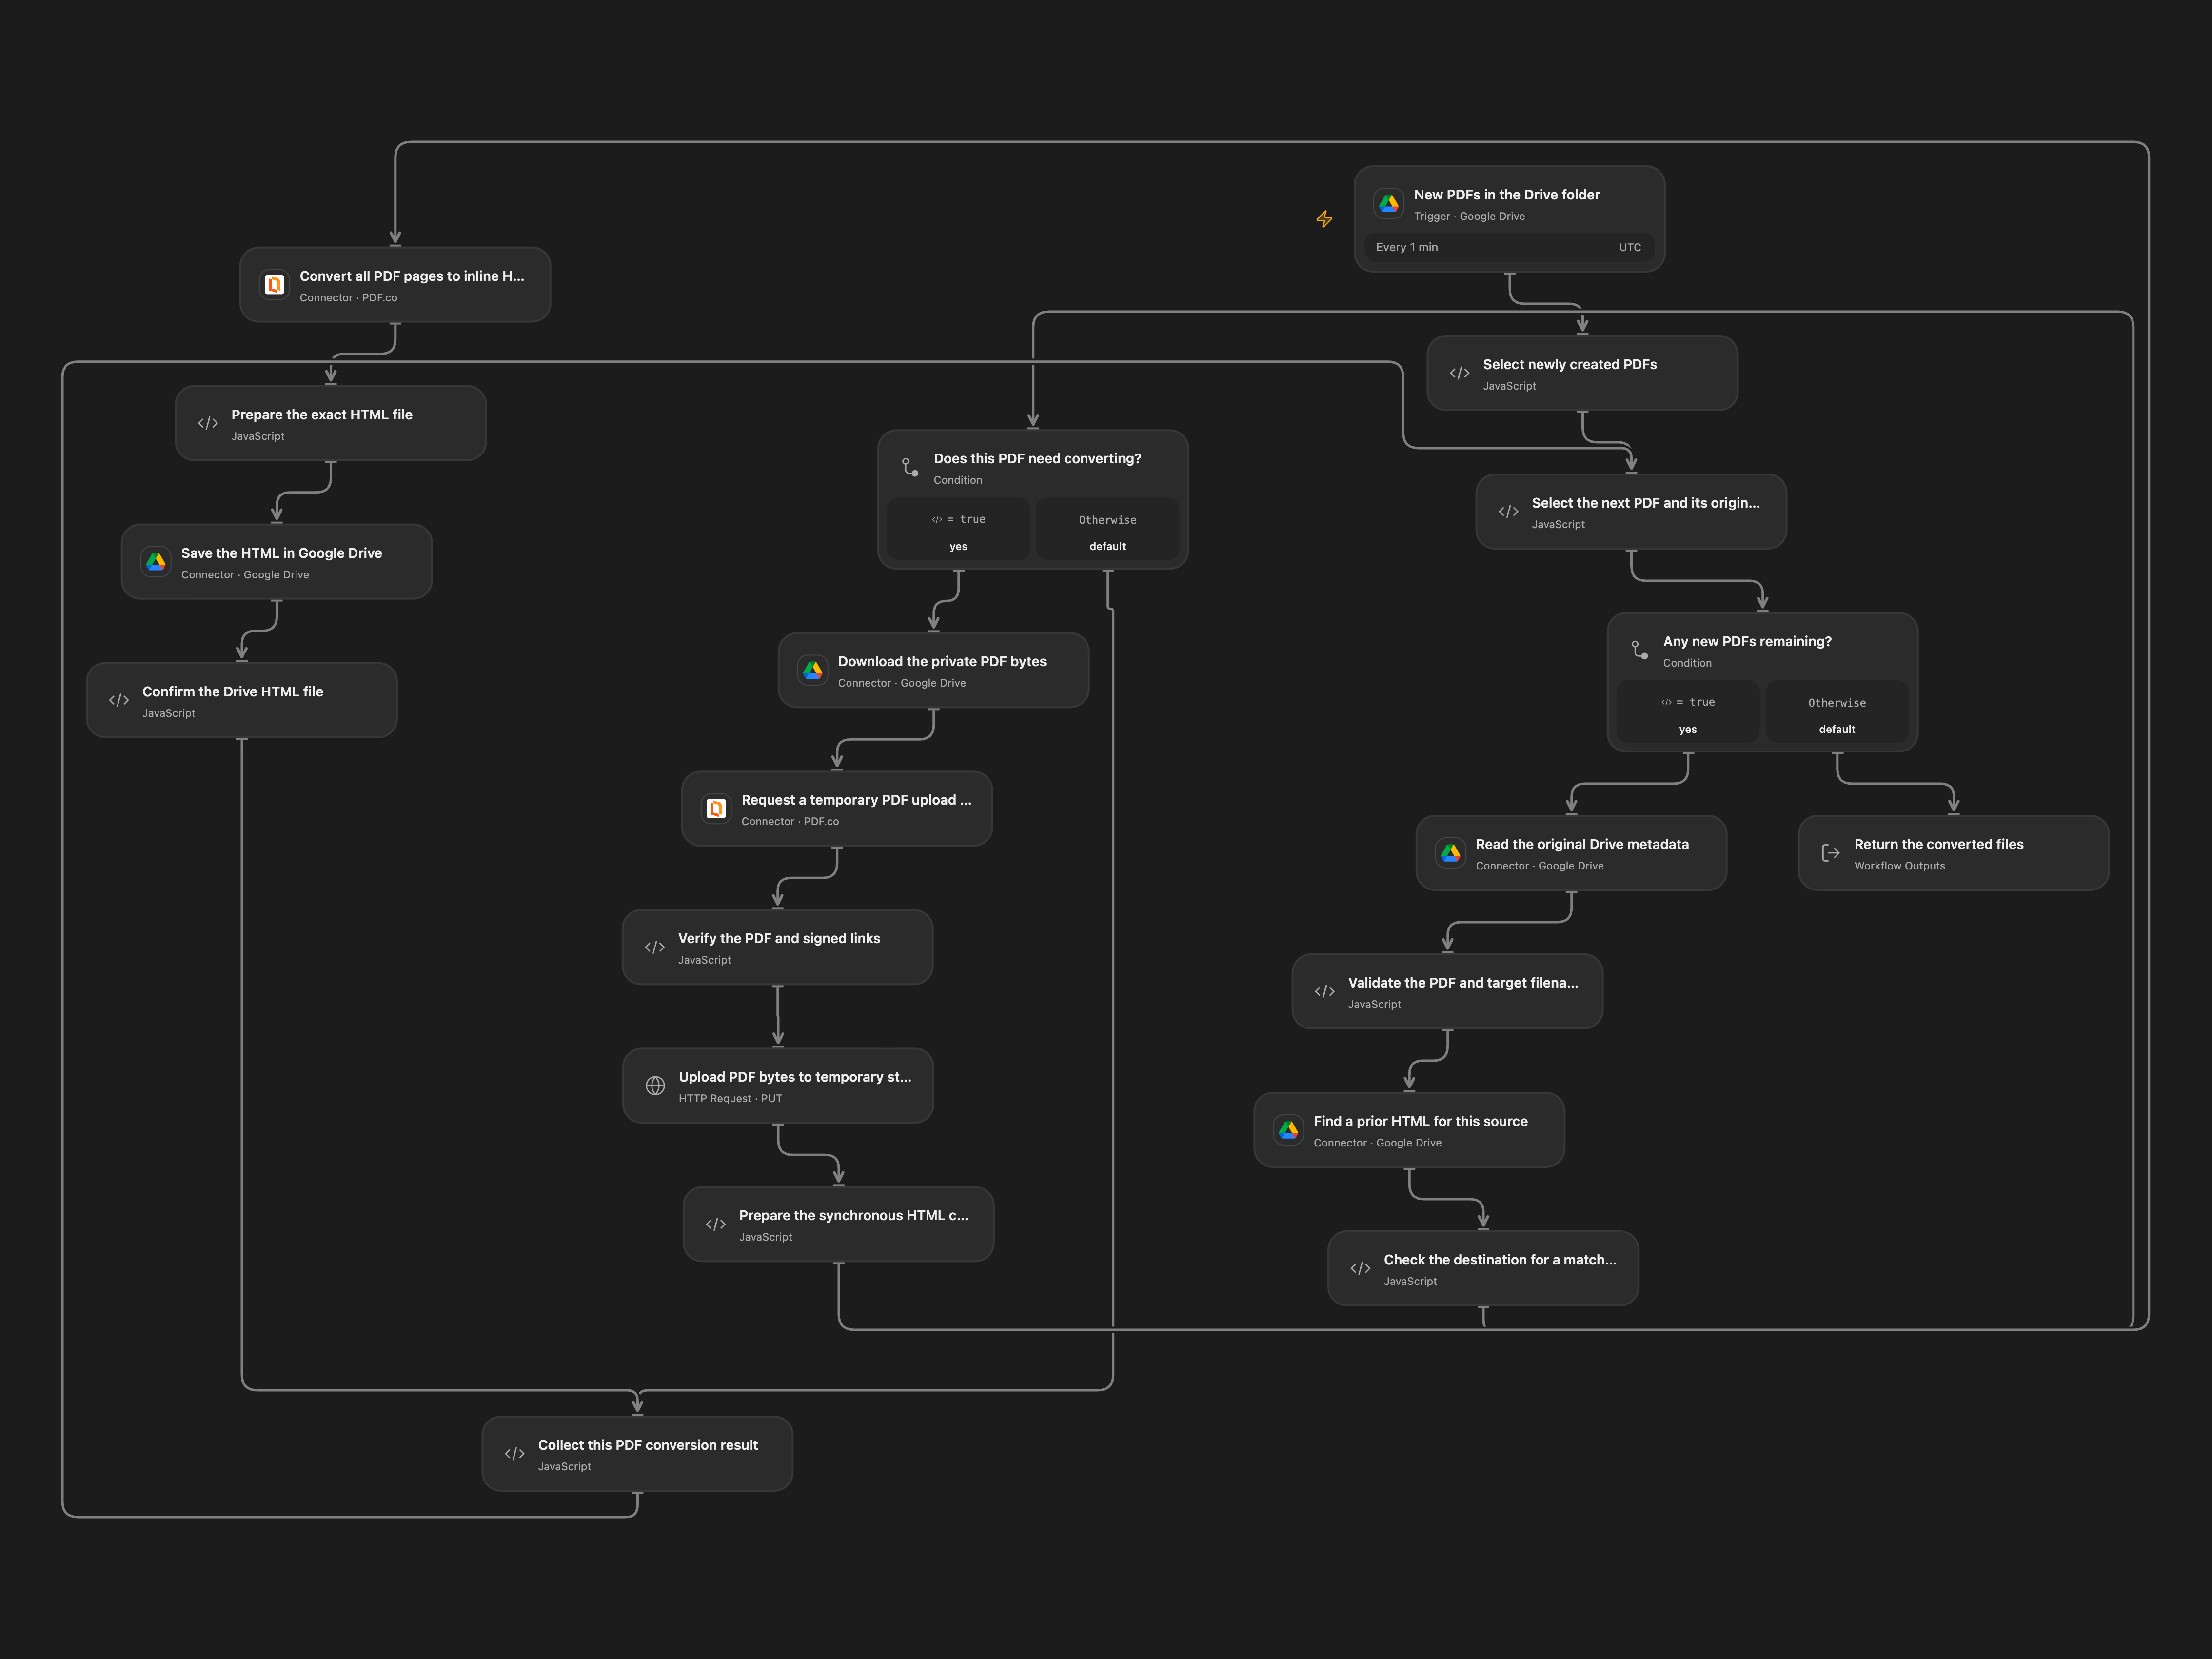 New PDFs in the Drive folder
Trigger · Google Drive
Every 1 min
UTC
Select newly created PDFs
JavaScript
Select the next PDF and its origin...
JavaScript
Any new PDFs remaining?
Condition
</> = true
yes
Otherwise
default
Read the original Drive metadata
Connector · Google Drive
Return the converted files
Workflow Outputs
Validate the PDF and target filena...
JavaScript
Find a prior HTML for this source
Connector · Google Drive
Check the destination for a match...
JavaScript
Does this PDF need converting?
Condition
</> = true
yes
Otherwise
default
Download the private PDF bytes
Connector · Google Drive
Request a temporary PDF upload ...
Connector · PDF.co
Verify the PDF and signed links
JavaScript
Upload PDF bytes to temporary st...
HTTP Request · PUT
Prepare the synchronous HTML c...
JavaScript
Convert all PDF pages to inline H...
Connector · PDF.co
Prepare the exact HTML file
JavaScript
Save the HTML in Google Drive
Connector · Google Drive
Confirm the Drive HTML file
JavaScript
Collect this PDF conversion result
JavaScript